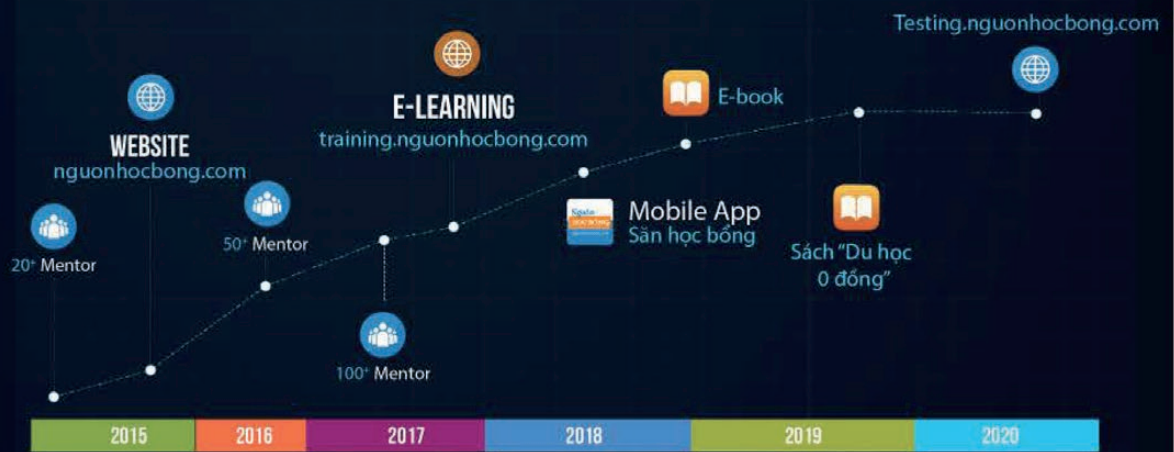 Testing.nguonhocbong.com
E-book
E-LEARNING
training.nguonhocbong.com
WEBSITE
nguonhocbong.com
Mobile App
Săn học bổng
50+ Mentor
20+ Mentor
Sách "Du học
0 đồng"
100+ Mentor
2015
2016
2017
2018
2019
2020